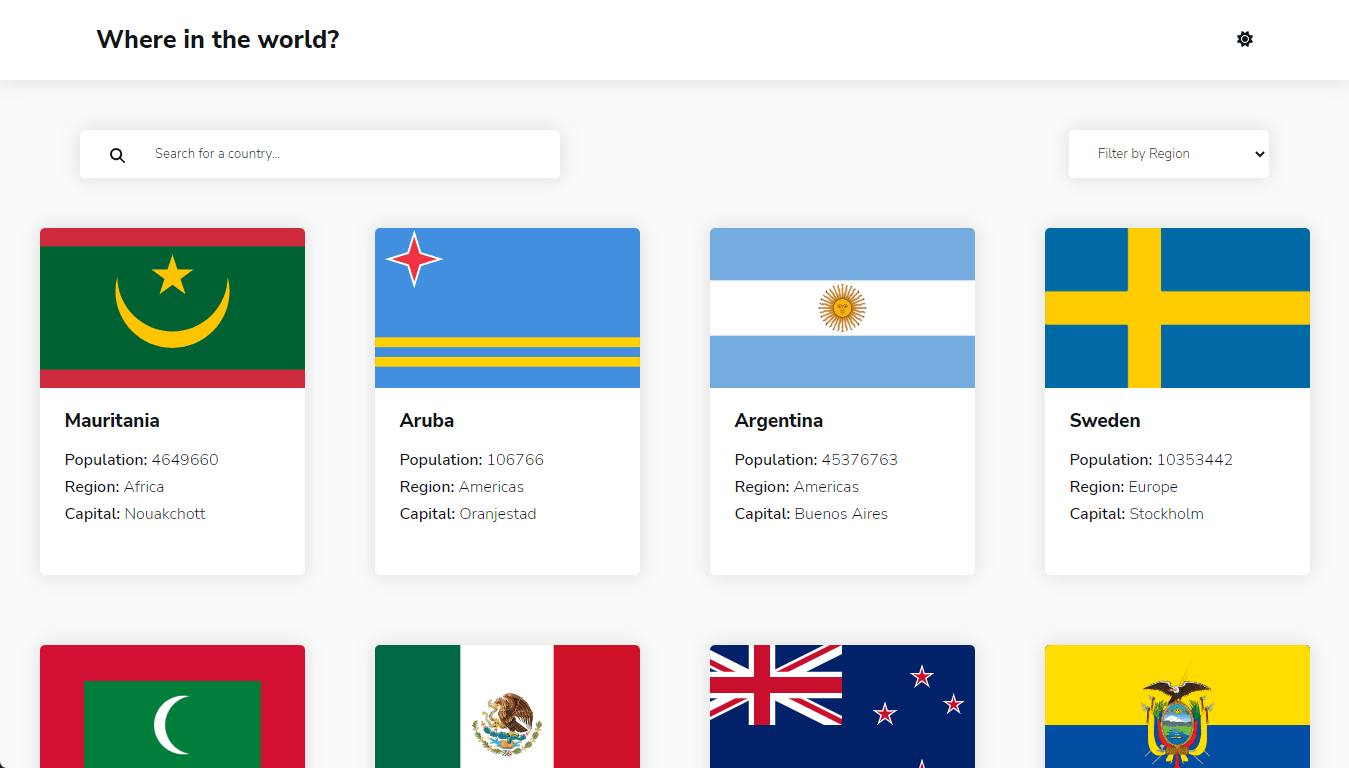 Where in the world?
Search for a country...
Filter by Region
Mauritania
Population: 4649660
Region: Africa
Capital: Nouakchott
Aruba
Population: 106766
Region: Americas
Capital: Oranjestad
Argentina
Population: 45376763
Region: Americas
Capital: Buenos Aires
Sweden
Population: 10353442
Region: Europe
Capital: Stockholm